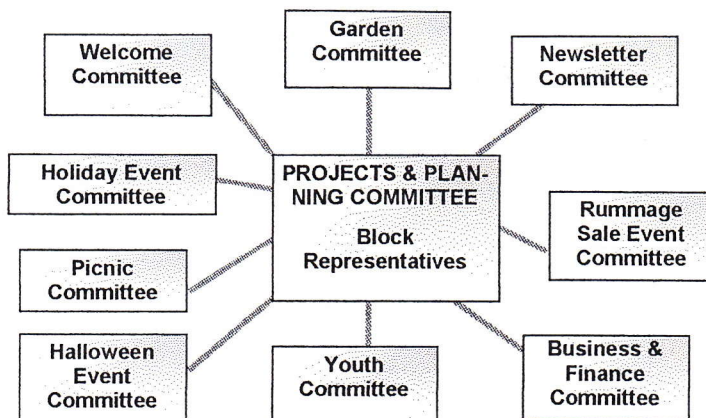 Garden
Committee
Welcome
Committee
Newsletter
Committee
Holiday Event
Committee
PROJECTS & PLAN-
NING COMMITTEE
Block
Representatives
Rummage
Sale Event
Committee
Picnic
Committee
Halloween
Event
Committee
Youth
Committee
Business &
Finance
Committee